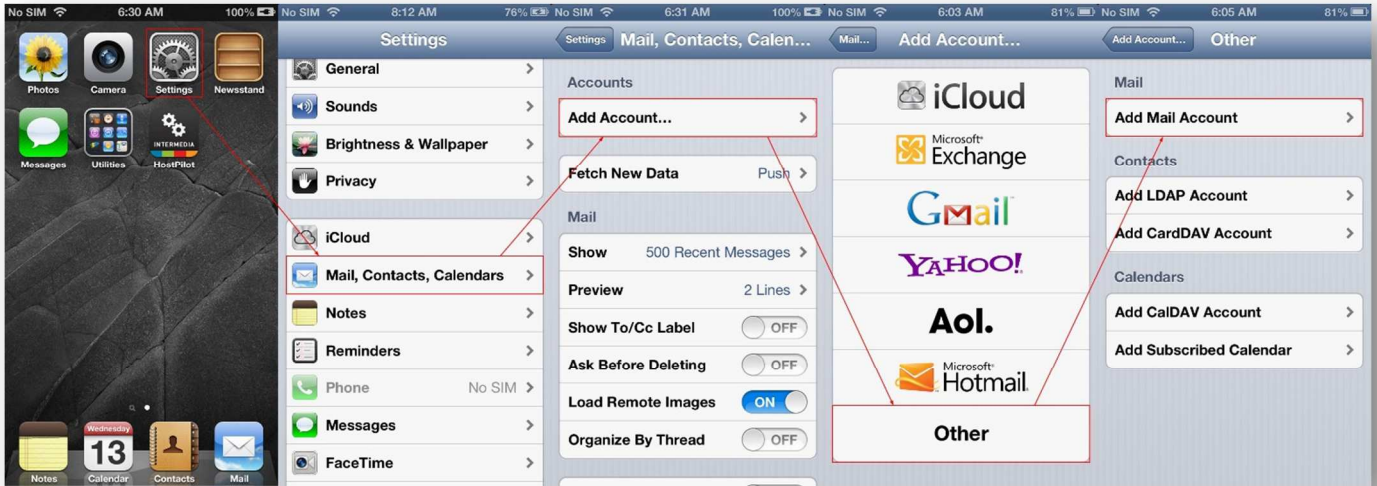 No SIM 6:30 AM 100%
Photos Camera Settings Newsstand
INTERMEDIA
Messages Utilities HostPilot
Wednesday
13
Notes Calendar Contacts Mail
No SIM 8:12 AM 76%
Settings
General
Sounds
Brightness & Wallpaper
Privacy
iCloud
Mail, Contacts, Calendars
Notes
Reminders
Phone No SIM
Messages
FaceTime
No SIM 6:31 AM 100%
Settings Mail, Contacts, Calen...
Accounts
Add Account...
Fetch New Data Push
Mail
Show 500 Recent Messages
Preview 2 Lines
Show To/Cc Label OFF
Ask Before Deleting OFF
Load Remote Images ON
Organize By Thread OFF
No SIM 6:03 AM 81%
Mail... Add Account...
iCloud
Microsoft
Exchange
Gmail
YAHOO!
Aol.
Microsoft
Hotmail
Other
No SIM 6:05 AM 81%
Add Account... Other
Mail
Add Mail Account
Contacts
Add LDAP Account
Add CardDAV Account
Calendars
Add CalDAV Account
Add Subscribed Calendar